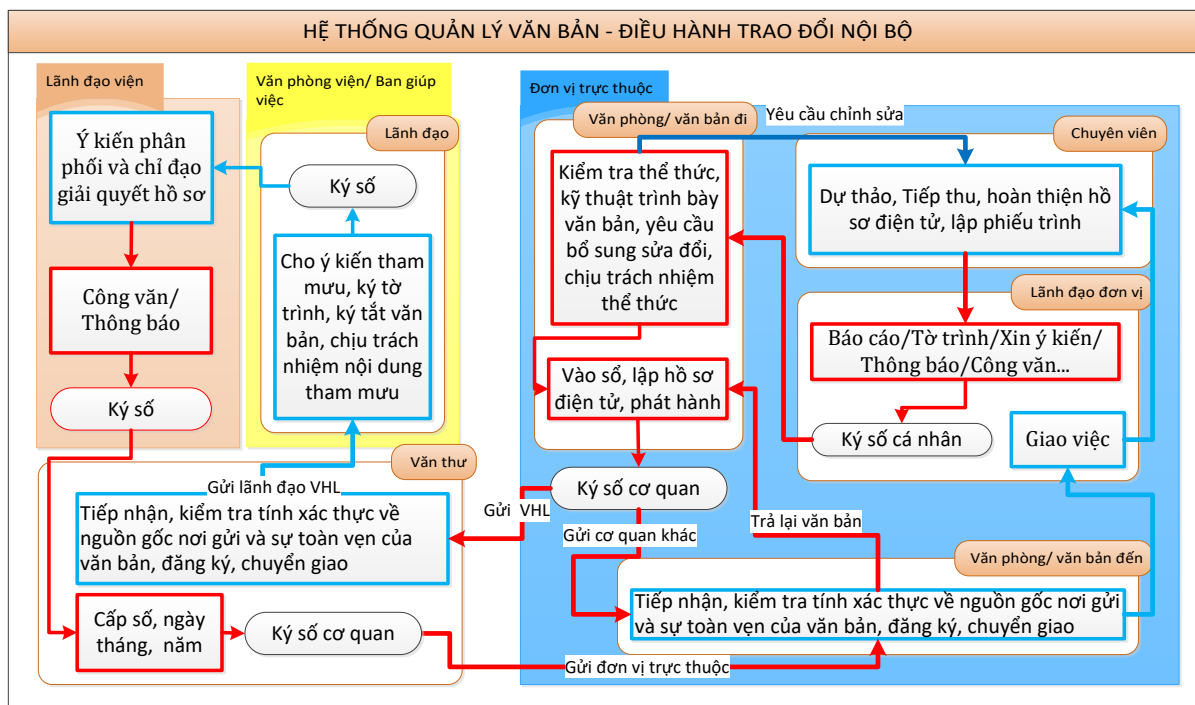 HỆ THỐNG QUẢN LÝ VĂN BẢN - ĐIỀU HÀNH TRAO ĐỔI NỘI BỘ
Lãnh đạo viện
Ý kiến phân
phối và chỉ đạo
giải quyết hồ sơ
Công văn/
Thông báo
Ký số
Văn phòng viện/ Ban giúp
việc
Lãnh đạo
Ký số
Cho ý kiến tham
mưu, ký tờ
trình, ký tắt văn
bản, chịu trách
nhiệm nội dung
tham mưu
Văn thư
Gửi lãnh đạo VHL
Tiếp nhận, kiểm tra tính xác thực về
nguồn gốc nơi gửi và sự toàn vẹn của
văn bản, đăng ký, chuyển giao
Cấp số, ngày
tháng, năm
Ký số cơ quan
Đơn vị trực thuộc
Văn phòng/ văn bản đi
Yêu cầu chỉnh sửa
Kiểm tra thể thức,
kỹ thuật trình bày
văn bản, yêu cầu
bổ sung sửa đổi,
chịu trách nhiệm
thể thức
Vào sổ, lập hồ sơ
điện tử, phát hành
Ký số cơ quan
Gửi VHL
Gửi cơ quan khác
Trả lại văn bản
Chuyên viên
Dự thảo, Tiếp thu, hoàn thiện hồ
sơ điện tử, lập phiếu trình
Lãnh đạo đơn vị
Báo cáo/Tờ trình/Xin ý kiến/
Thông báo/Công văn...
Ký số cá nhân
Giao việc
Văn phòng/ văn bản đến
Tiếp nhận, kiểm tra tính xác thực về nguồn gốc nơi gửi
và sự toàn vẹn của văn bản, đăng ký, chuyển giao
Gửi đơn vị trực thuộc